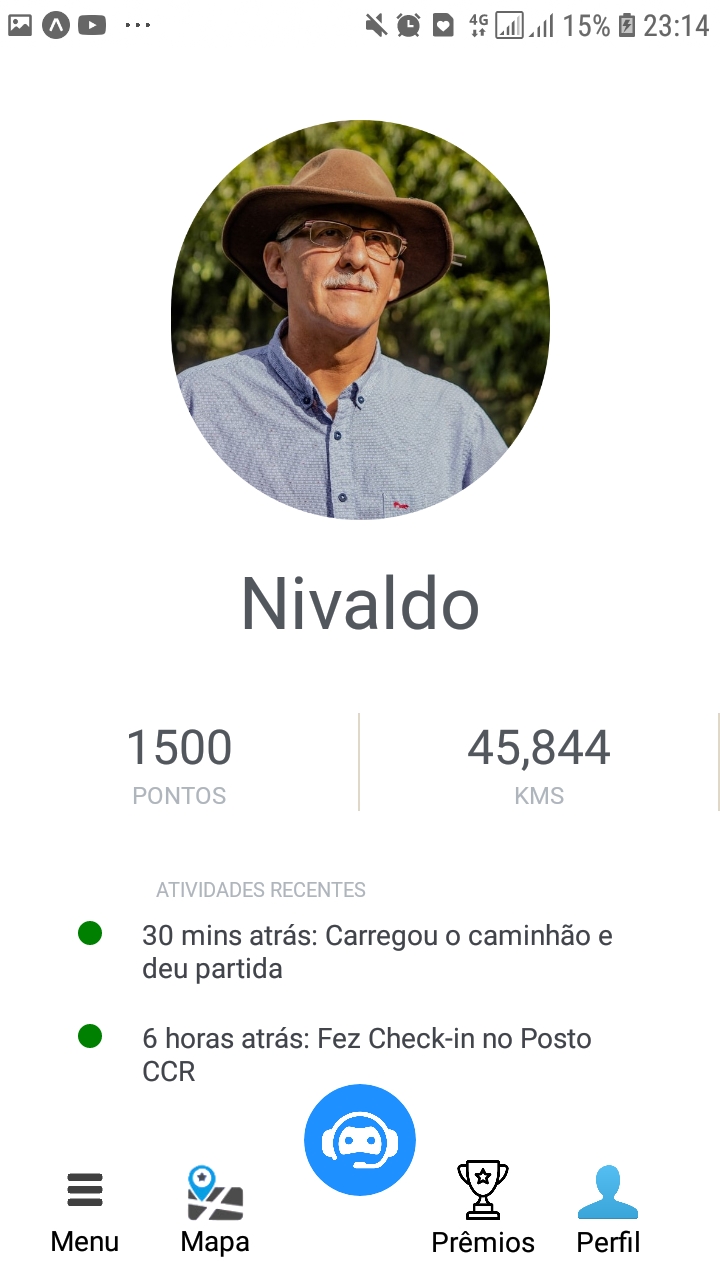 4G 15% 23:14
Nivaldo
1500 45,844
PONTOS KMS
ATIVIDADES RECENTES
30 mins atrás: Carregou o caminhão e
deu partida
6 horas atrás: Fez Check-in no Posto
CCR
Menu Mapa Prêmios Perfil